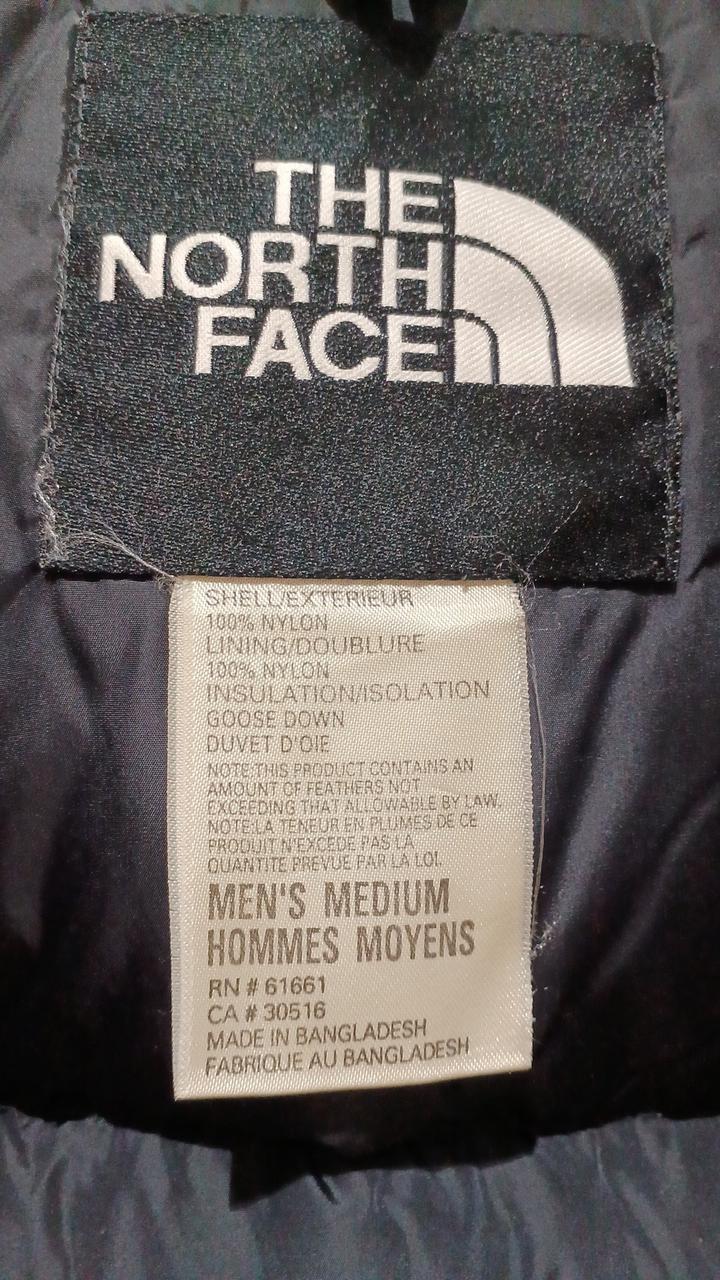 THE
NORTH
FACE
SHELL/EXTERIEUR
100% NYLON
LINING/DOUBLURE
100% NYLON
INSULATION/ISOLATION
GOOSE DOWN
DUVET D'OIE
NOTE:THIS PRODUCT CONTAINS AN
AMOUNT OF FEATHERS NOT
EXCEEDING THAT ALLOWABLE BY LAW.
NOTE:LA TENEUR EN PLUMES DE CE
PRODUIT N'EXCEDE PAS LA
QUANTITE PREVUE PAR LA LOI.
MEN'S MEDIUM
HOMMES MOYENS
RN # 61661
CA # 30516
MADE IN BANGLADESH
FABRIQUE AU BANGLADESH